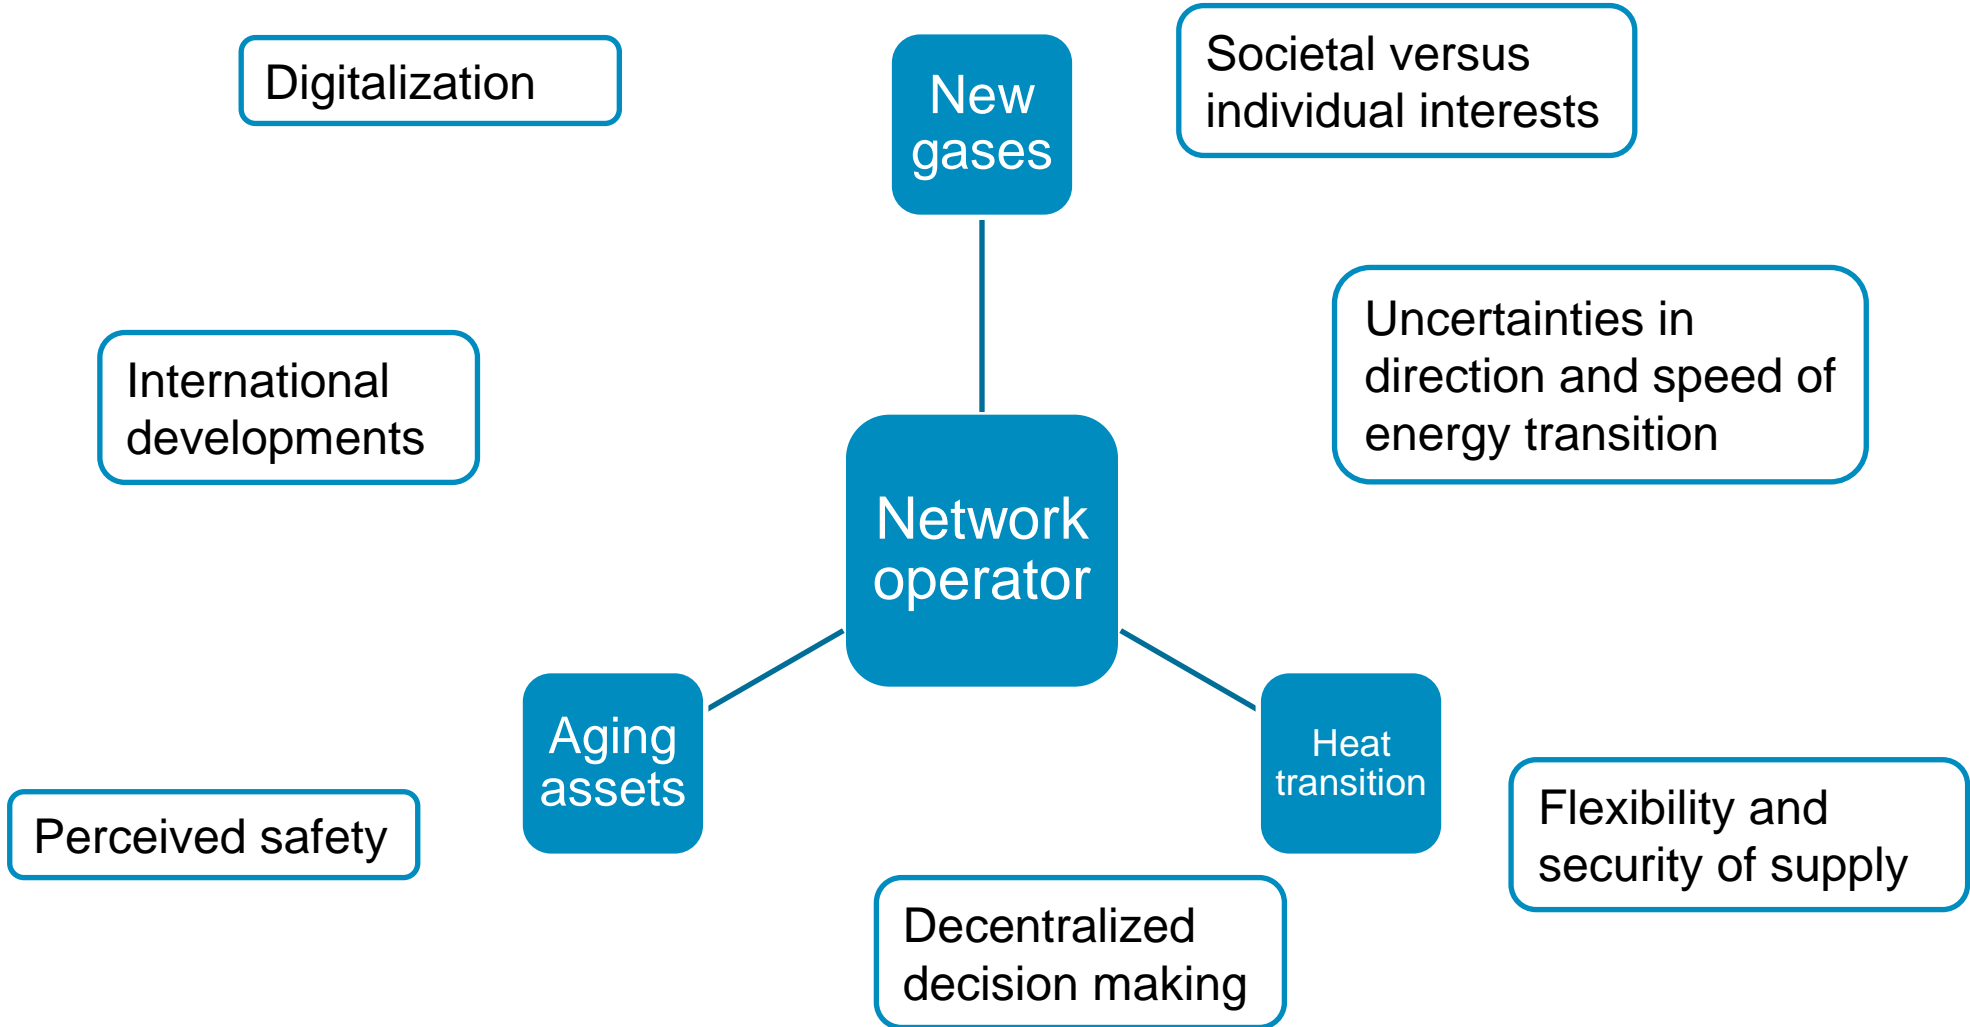 Digitalization
New
gases
Societal versus
individual interests
International
developments
Uncertainties in
direction and speed of
energy transition
Network
operator
Aging
assets
Heat
transition
Perceived safety
Flexibility and
security of supply
Decentralized
decision making